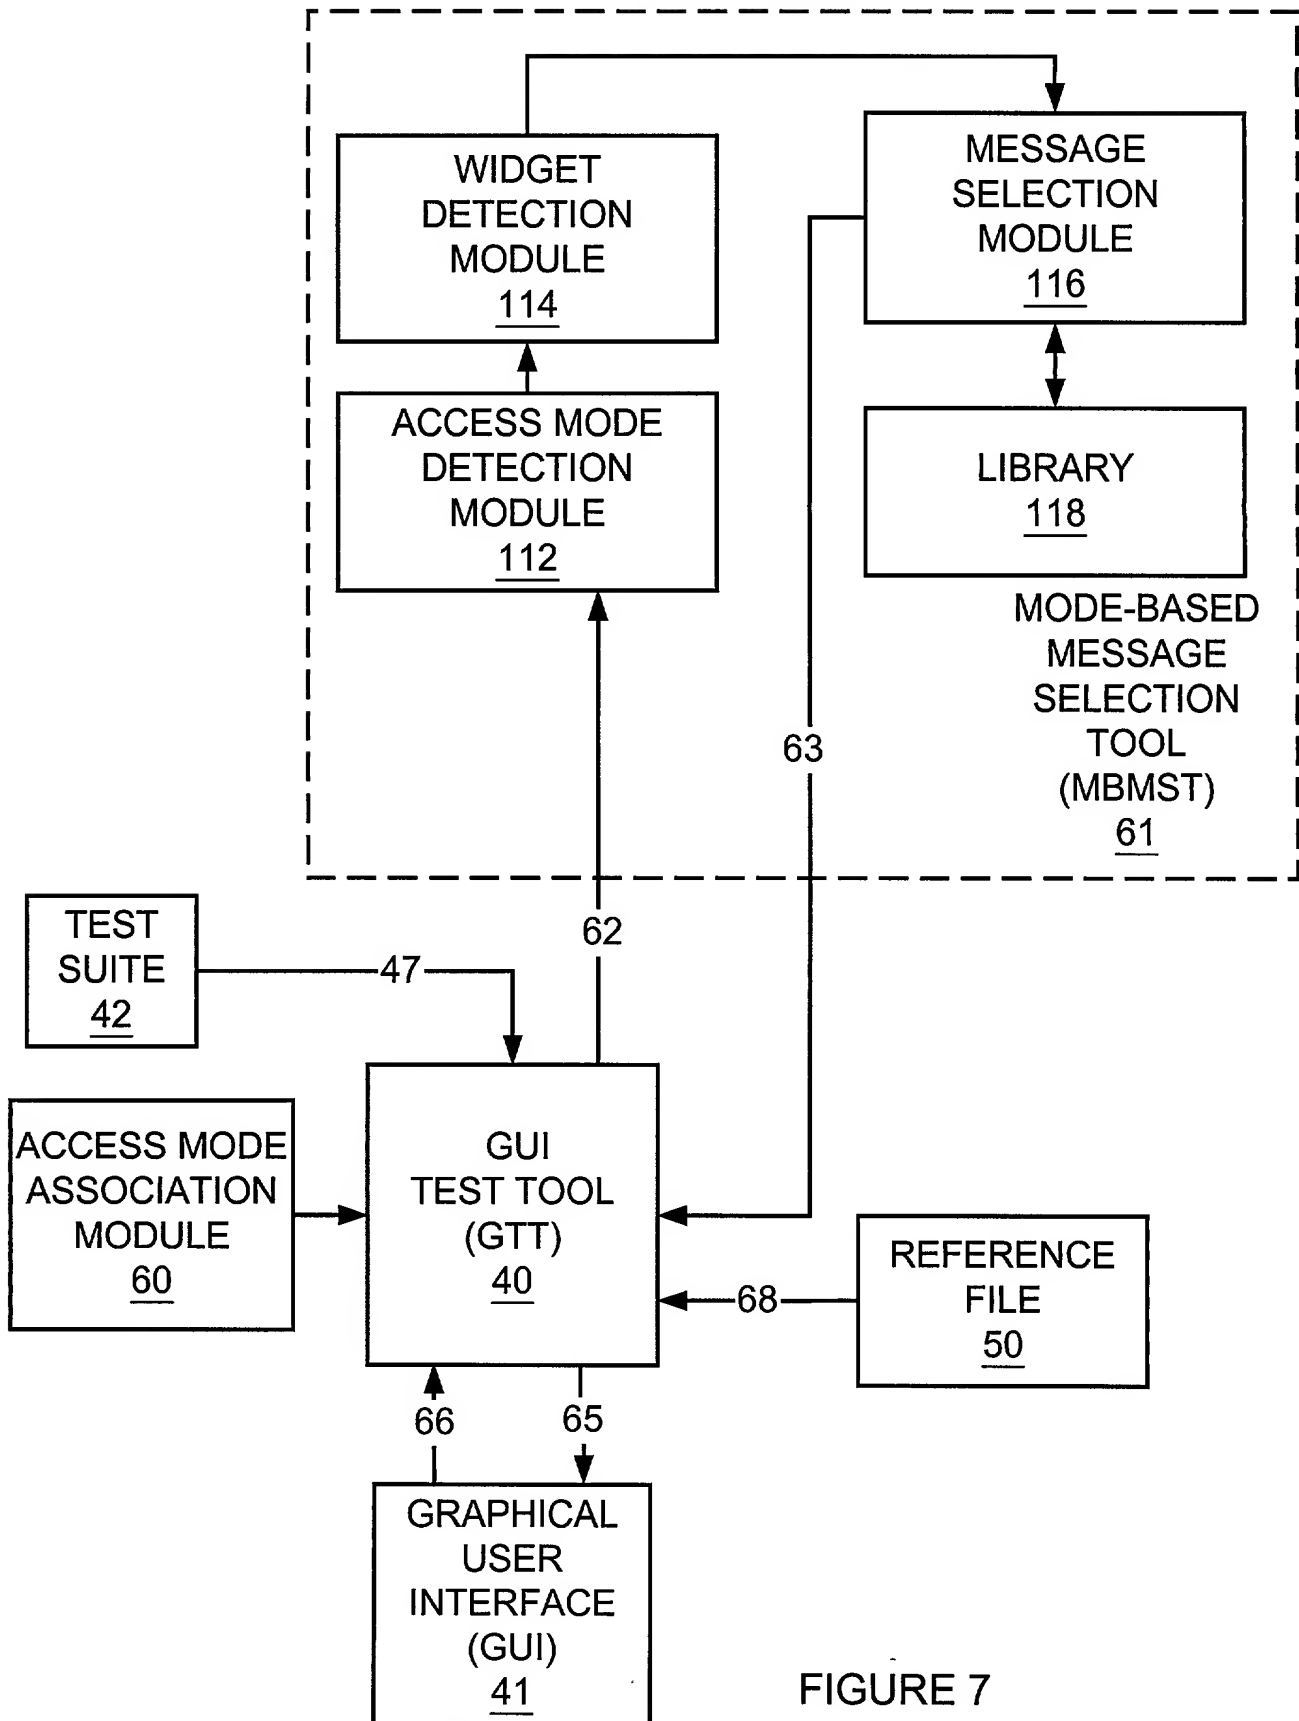 WIDGET
DETECTION
MODULE
114
MESSAGE
SELECTION
MODULE
116
ACCESS MODE
DETECTION
MODULE
112
LIBRARY
118
MODE-BASED
MESSAGE
SELECTION
TOOL
(MBMST)
61
63
62
TEST
SUITE
42
47
ACCESS MODE
ASSOCIATION
MODULE
60
GUI
TEST TOOL
(GTT)
40
REFERENCE
FILE
50
68
66
65
GRAPHICAL
USER
INTERFACE
(GUI)
41
FIGURE 7